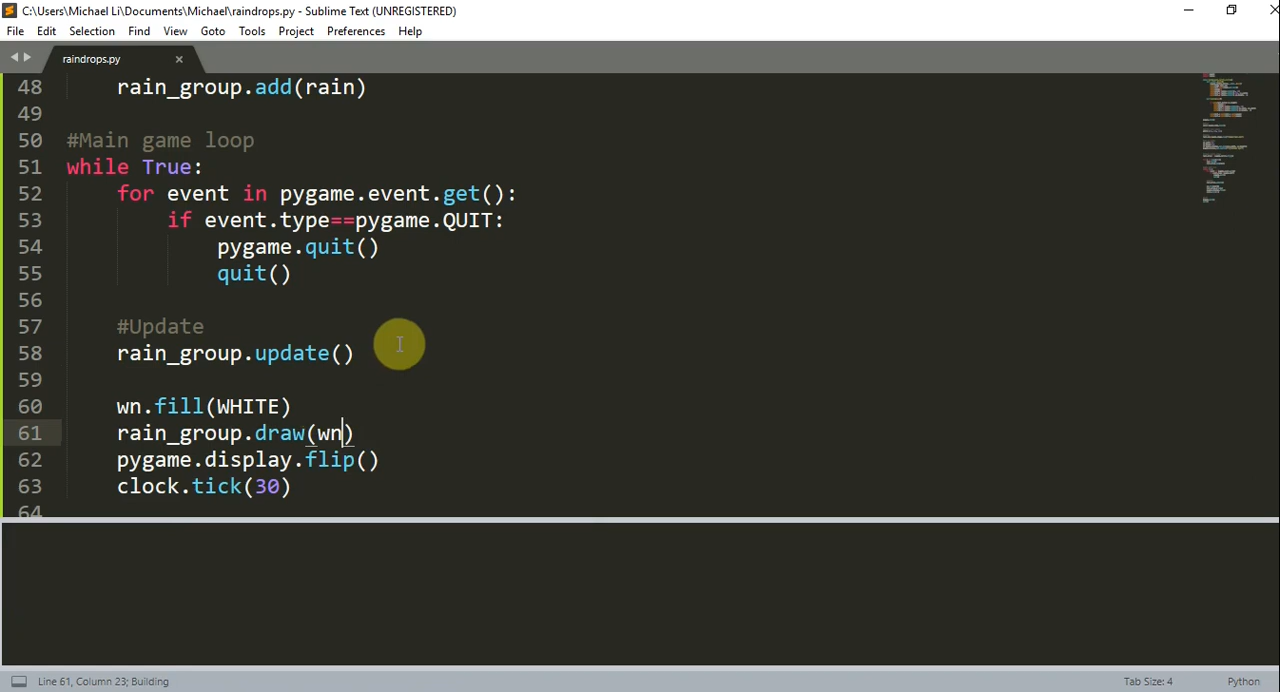 C:\Users\Michael Li\Documents\Michael\raindrops.py - Sublime Text (UNREGISTERED)
File Edit Selection Find View Goto Tools Project Preferences Help
raindrops.py
48 rain_group.add(rain)
49
50 #Main game loop
51 while True:
52 for event in pygame.event.get():
53 if event.type==pygame.QUIT:
54 pygame.quit()
55 quit()
56
57 #Update
58 rain_group.update()
59
60 wn.fill(WHITE)
61 rain_group.draw(wn)
62 pygame.display.flip()
63 clock.tick(30)
64
Line 61, Column 23; Building Tab Size: 4 Python